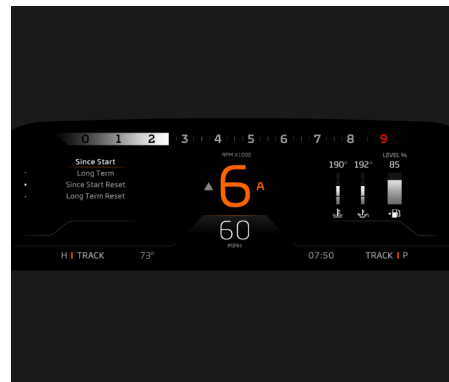 0 1 2 3 4 5 6 7 8 9
RPM X1000
Since Start
Long Term
Since Start Reset
Long Term Reset
6 A
190° 192°
LEVEL %
85
60
MPH
H TRACK 73° 07:50 TRACK P